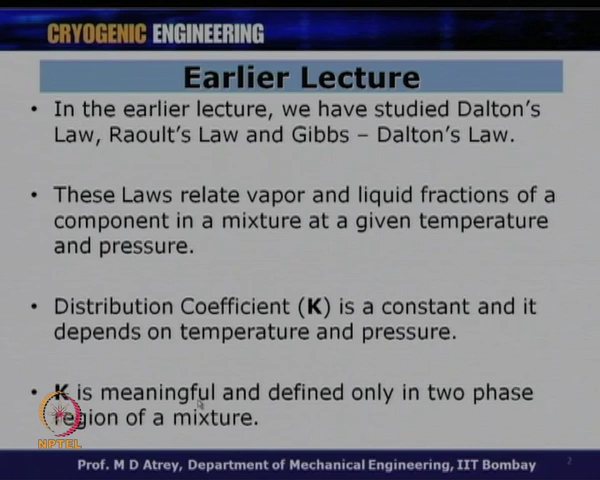 CRYOGENIC ENGINEERING
Earlier Lecture
• In the earlier lecture, we have studied Dalton's
Law, Raoult's Law and Gibbs – Dalton's Law.
• These Laws relate vapor and liquid fractions of a
component in a mixture at a given temperature
and pressure.
• Distribution Coefficient (K) is a constant and it
depends on temperature and pressure.
• K is meaningful and defined only in two phase
region of a mixture.
NPTEL
Prof. M D Atrey, Department of Mechanical Engineering, IIT Bombay
2